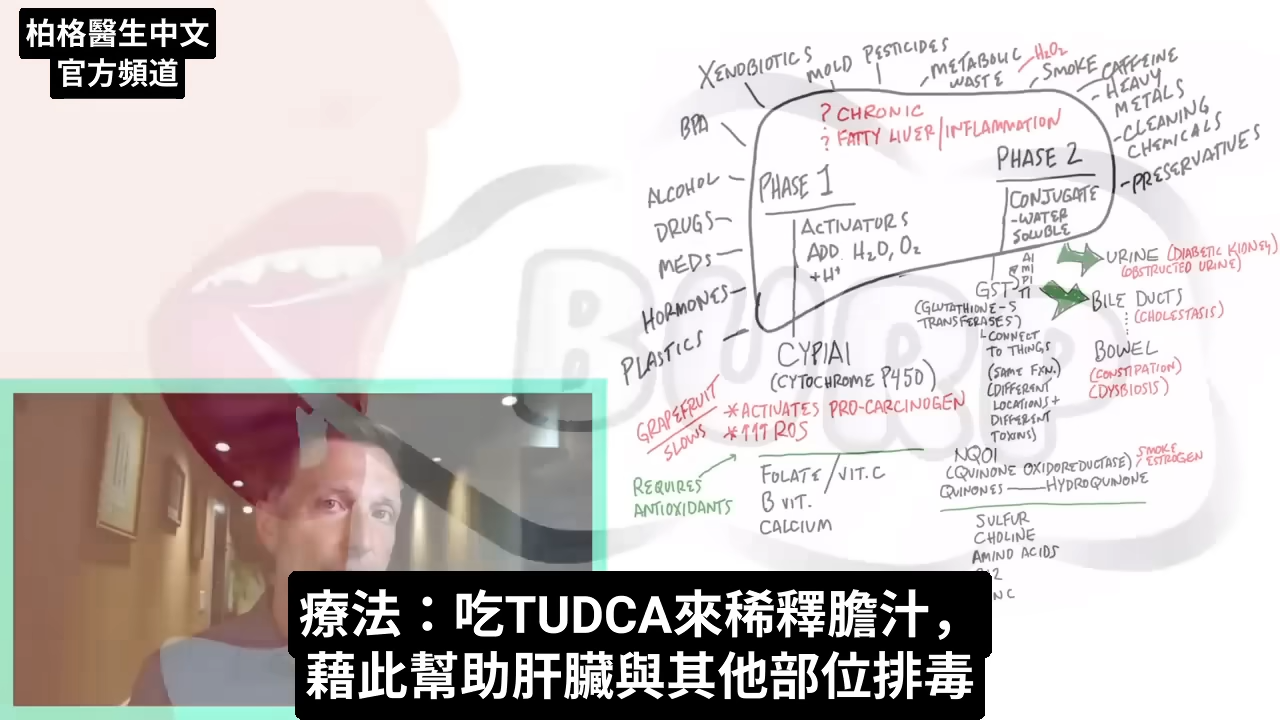 柏格醫生中文
官方頻道
XENOBIOTICS
MOLD
PESTICIDES
METABOLIC
WASTE
H₂O₂
SMOKE
CAFFEINE
- HEAVY
METALS
- CLEANING
CHEMICALS
- PRESERVATIVES
BPA
ALCOHOL
DRUGS
MEDS
HORMONES
PLASTICS
? CHRONIC
? FATTY LIVER/INFLAMMATION
PHASE 1
ACTIVATORS
ADD H₂O, O₂
+H⁺
PHASE 2
CONJUGATE
-WATER
SOLUBLE
URINE (DIABETIC KIDNEY)
(OBSTRUCTED URINE)
BILE DUCTS
(CHOLESTASIS)
BOWEL
(CONSTIPATION)
(DYSBIOSIS)
GSTS
A1
M1
P1
T1
(GLUTATHIONE-S
TRANSFERASES)
CONNECT
TO THINGS
(SAME FXN.)
(DIFFERENT
LOCATIONS+
DIFFERENT
TOXINS)
CYP1A1
(CYTOCHROME P450)
GRAPEFRUIT
SLOWS
*ACTIVATES PRO-CARCINOGEN
*↑↑↑ ROS
REQUIRES
ANTIOXIDANTS
FOLATE/VIT.C
B VIT.
CALCIUM
NQO1
(QUINONE OXIDOREDUCTASE)
SMOKE
ESTROGEN
QUINONES — HYDROQUINONE
SULFUR
CHOLINE
AMINO ACIDS
BURP
療法：吃TUDCA來稀釋膽汁，
藉此幫助肝臟與其他部位排毒